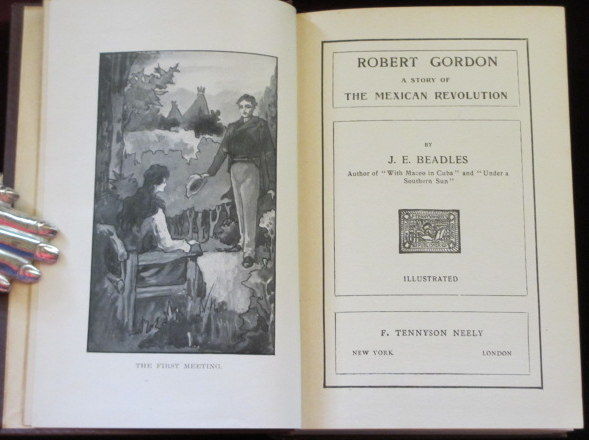 THE FIRST MEETING.
ROBERT GORDON
A STORY OF
THE MEXICAN REVOLUTION
BY
J. E. BEADLES
Author of "With Maceo in Cuba" and "Under a
Southern Sun"
ILLUSTRATED
F. TENNYSON NEELY
NEW YORK LONDON